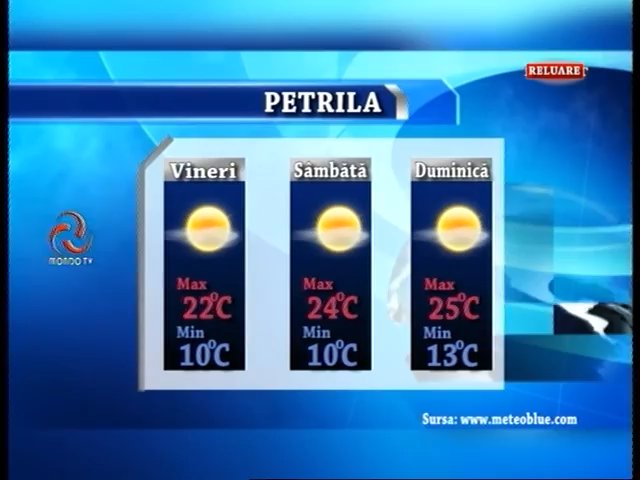 RELUARE
PETRILA
Vineri Sâmbătă Duminică
Max Max Max
22°C 24°C 25°C
Min Min Min
10°C 10°C 13°C
MONDO TV
Sursa: www.meteoblue.com